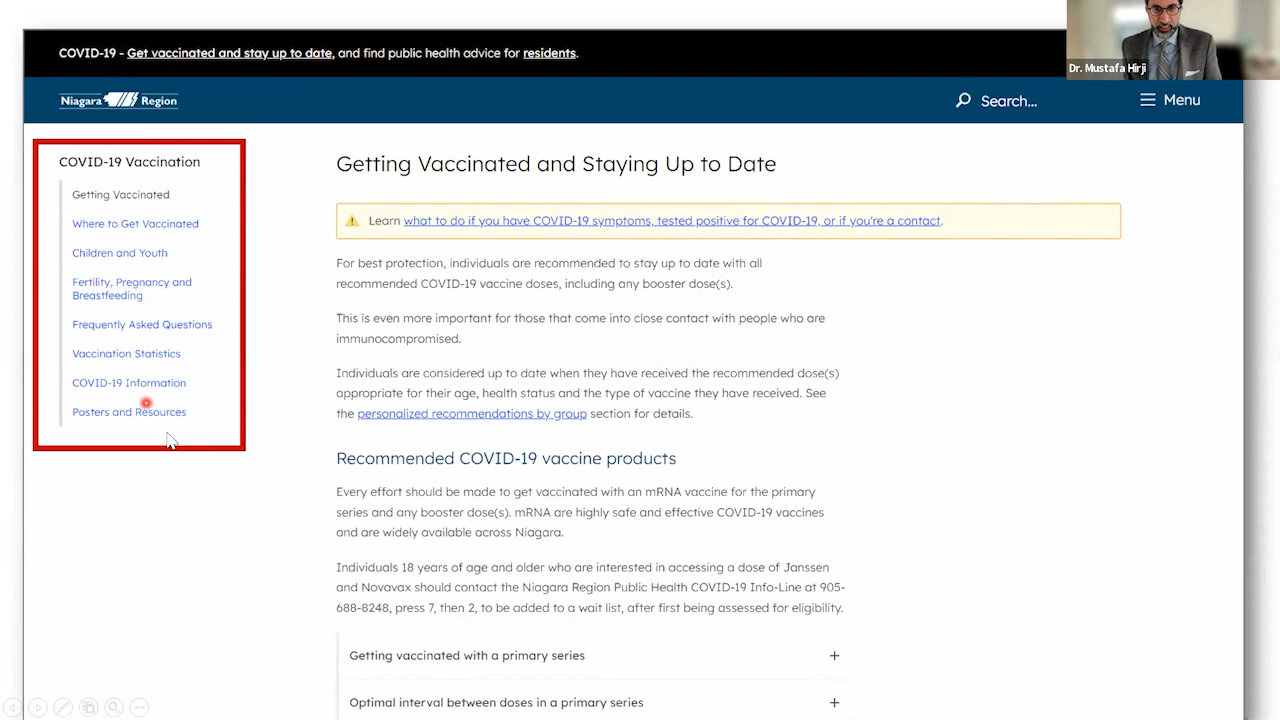 COVID-19 - Get vaccinated and stay up to date, and find public health advice for residents.
Dr. Mustafa Hirji
Niagara Region
Search...
Menu
COVID-19 Vaccination
Getting Vaccinated
Where to Get Vaccinated
Children and Youth
Fertility, Pregnancy and
Breastfeeding
Frequently Asked Questions
Vaccination Statistics
COVID-19 Information
Posters and Resources
Getting Vaccinated and Staying Up to Date
Learn what to do if you have COVID-19 symptoms, tested positive for COVID-19, or if you're a contact.
For best protection, individuals are recommended to stay up to date with all
recommended COVID-19 vaccine doses, including any booster dose(s).
This is even more important for those that come into close contact with people who are
immunocompromised.
Individuals are considered up to date when they have received the recommended dose(s)
appropriate for their age, health status and the type of vaccine they have received. See
the personalized recommendations by group section for details.
Recommended COVID-19 vaccine products
Every effort should be made to get vaccinated with an mRNA vaccine for the primary
series and any booster dose(s). mRNA are highly safe and effective COVID-19 vaccines
and are widely available across Niagara.
Individuals 18 years of age and older who are interested in accessing a dose of Janssen
and Novavax should contact the Niagara Region Public Health COVID-19 Info-Line at 905-
688-8248, press 7, then 2, to be added to a wait list, after first being assessed for eligibility.
Getting vaccinated with a primary series +
Optimal interval between doses in a primary series +